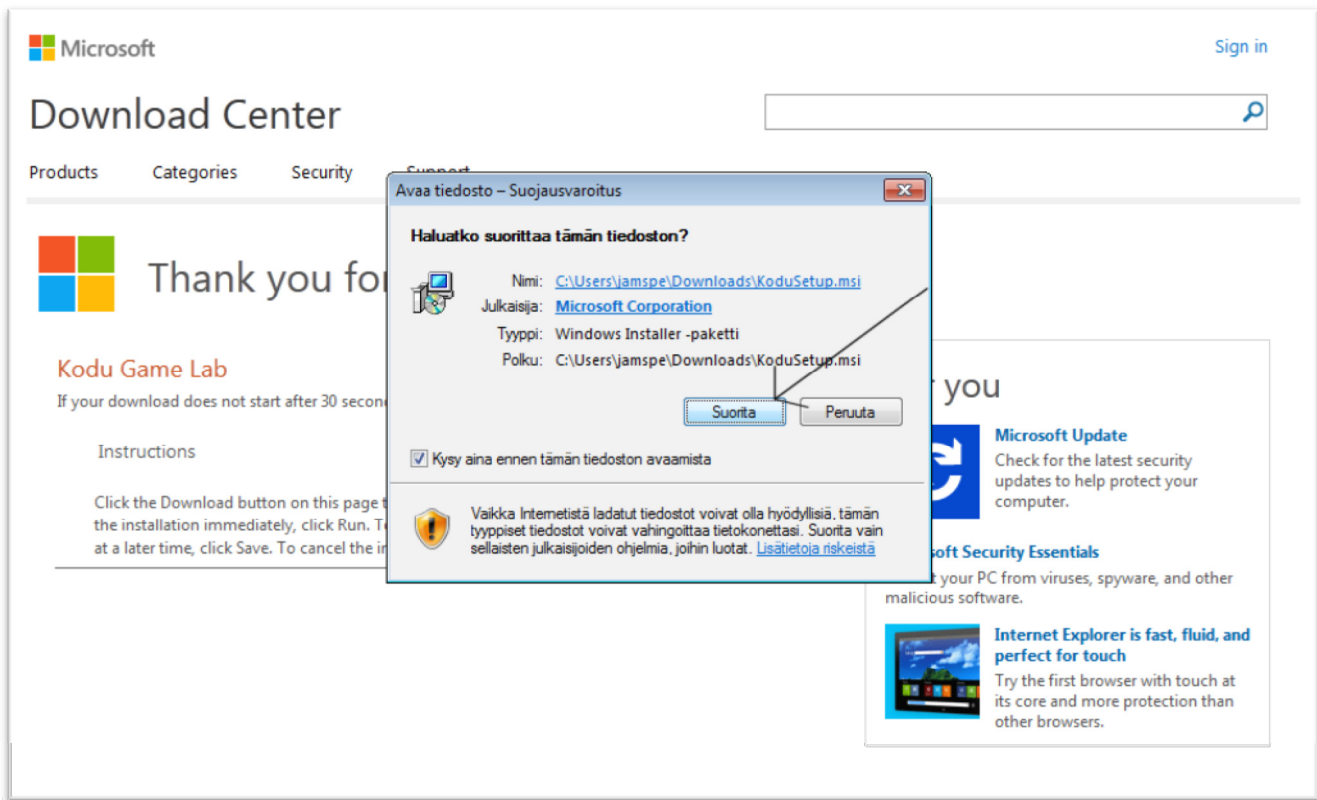 Microsoft
Sign in
Download Center
Products Categories Security Support
Avaa tiedosto – Suojausvaroitus
Haluatko suorittaa tämän tiedoston?
Nimi: C:\Users\jamspe\Downloads\KoduSetup.msi
Julkaisija: Microsoft Corporation
Tyyppi: Windows Installer -paketti
Polku: C:\Users\jamspe\Downloads\KoduSetup.msi
Suorita Peruuta
Kysy aina ennen tämän tiedoston avaamista
Vaikka Internetistä ladatut tiedostot voivat olla hyödyllisiä, tämän
tyyppiset tiedostot voivat vahingoittaa tietokonettasi. Suorita vain
sellaisten julkaisijoiden ohjelmia, joihin luotat. Lisätietoja riskeistä
Thank you for
Kodu Game Lab
If your download does not start after 30 secon
Instructions
Click the Download button on this page t
the installation immediately, click Run. T
at a later time, click Save. To cancel the in
you
Microsoft Update
Check for the latest security
updates to help protect your
computer.
soft Security Essentials
your PC from viruses, spyware, and other
malicious software.
Internet Explorer is fast, fluid, and
perfect for touch
Try the first browser with touch at
its core and more protection than
other browsers.